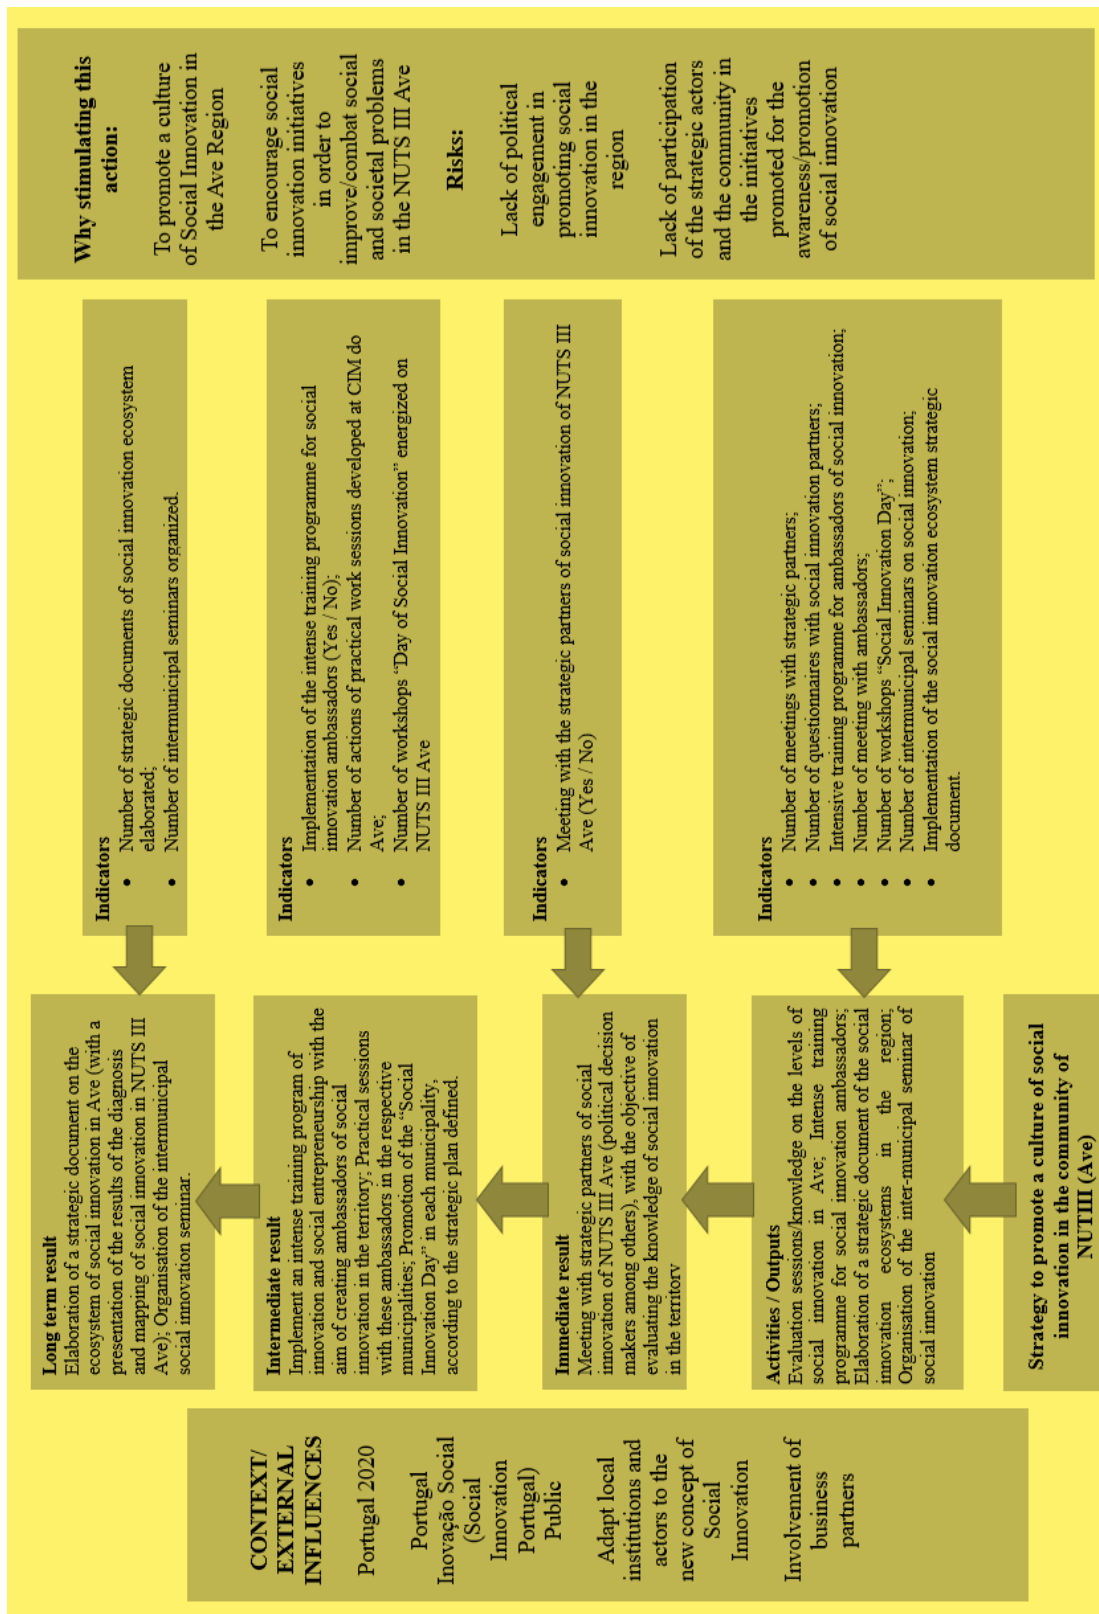 CONTEXT/
EXTERNAL
INFLUENCES
Portugal 2020
Portugal
Inovação Social
(Social
Innovation
Portugal)
Public
Adapt local
institutions and
actors to the
new concept of
Social
Innovation
Involvement of
business
partners
Long term result
Elaboration of a strategic document on the
ecosystem of social innovation in Ave (with a
presentation of the results of the diagnosis
and mapping of social innovation in NUTS III
Ave); Organisation of the intermunicipal
social innovation seminar.
Intermediate result
Implement an intense training program of
innovation and social entrepreneurship with the
aim of creating ambassadors of social
innovation in the territory; Practical sessions
with these ambassadors in the respective
municipalities; Promotion of the “Social
Innovation Day” in each municipality,
according to the strategic plan defined.
Immediate result
Meeting with strategic partners of social
innovation of NUTS III Ave (political decision
makers among others), with the objective of
evaluating the knowledge of social innovation
in the territory
Activities / Outputs
Evaluation sessions/knowledge on the levels of
social innovation in Ave; Intense training
programme for social innovation ambassadors;
Elaboration of a strategic document of the social
innovation ecosystems in the region;
Organisation of the inter-municipal seminar of
social innovation
Strategy to promote a culture of social
innovation in the community of
NUTIII (Ave)
Indicators
• Number of strategic documents of social innovation ecosystem
elaborated;
• Number of intermunicipal seminars organized.
Indicators
• Implementation of the intense training programme for social
innovation ambassadors (Yes / No);
• Number of actions of practical work sessions developed at CIM do
Ave;
• Number of workshops “Day of Social Innovation” energized on
NUTS III Ave
Indicators
• Meeting with the strategic partners of social innovation of NUTS III
Ave (Yes / No)
Indicators
• Number of meetings with strategic partners;
• Number of questionnaires with social innovation partners;
Intensive training programme for ambassadors of social innovation;
• Number of meeting with ambassadors;
• Number of workshops “Social Innovation Day”;
• Number of intermunicipal seminars on social innovation;
• Implementation of the social innovation ecosystem strategic
document.
Why stimulating this
action:
To promote a culture
of Social Innovation in
the Ave Region
To encourage social
innovation initiatives
in order to
improve/combat social
and societal problems
in the NUTS III Ave
Risks:
Lack of political
engagement in
promoting social
innovation in the
region
Lack of participation
of the strategic actors
and the community in
the initiatives
promoted for the
awareness/promotion
of social innovation